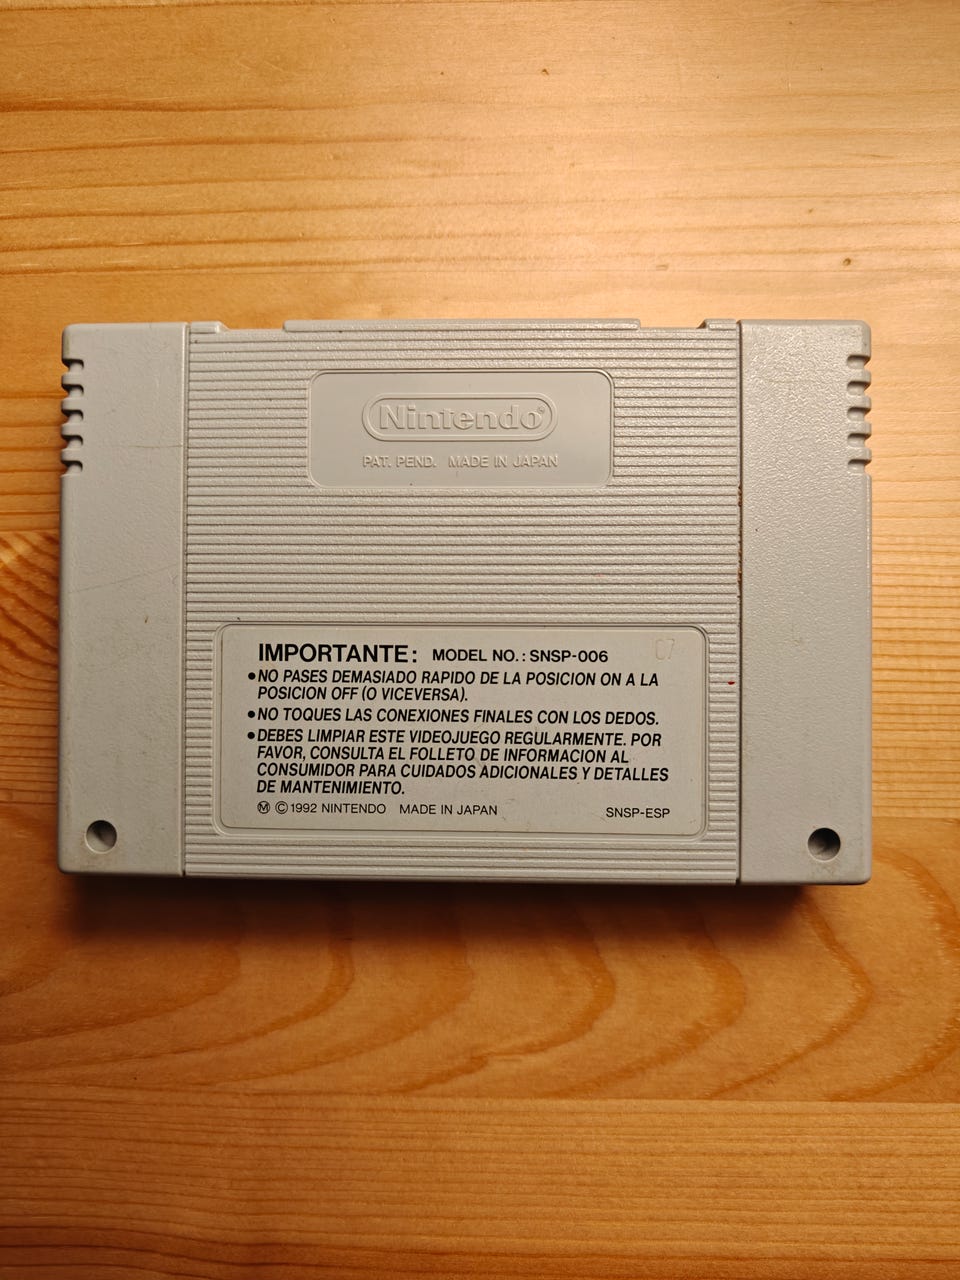 Nintendo®
PAT. PEND. MADE IN JAPAN
IMPORTANTE: MODEL NO.: SNSP-006
07
●NO PASES DEMASIADO RAPIDO DE LA POSICION ON A LA
POSICION OFF (O VICEVERSA).
●NO TOQUES LAS CONEXIONES FINALES CON LOS DEDOS.
●DEBES LIMPIAR ESTE VIDEOJUEGO REGULARMENTE. POR
FAVOR, CONSULTA EL FOLLETO DE INFORMACION AL
CONSUMIDOR PARA CUIDADOS ADICIONALES Y DETALLES
DE MANTENIMIENTO.
Ⓜ ©1992 NINTENDO MADE IN JAPAN SNSP-ESP